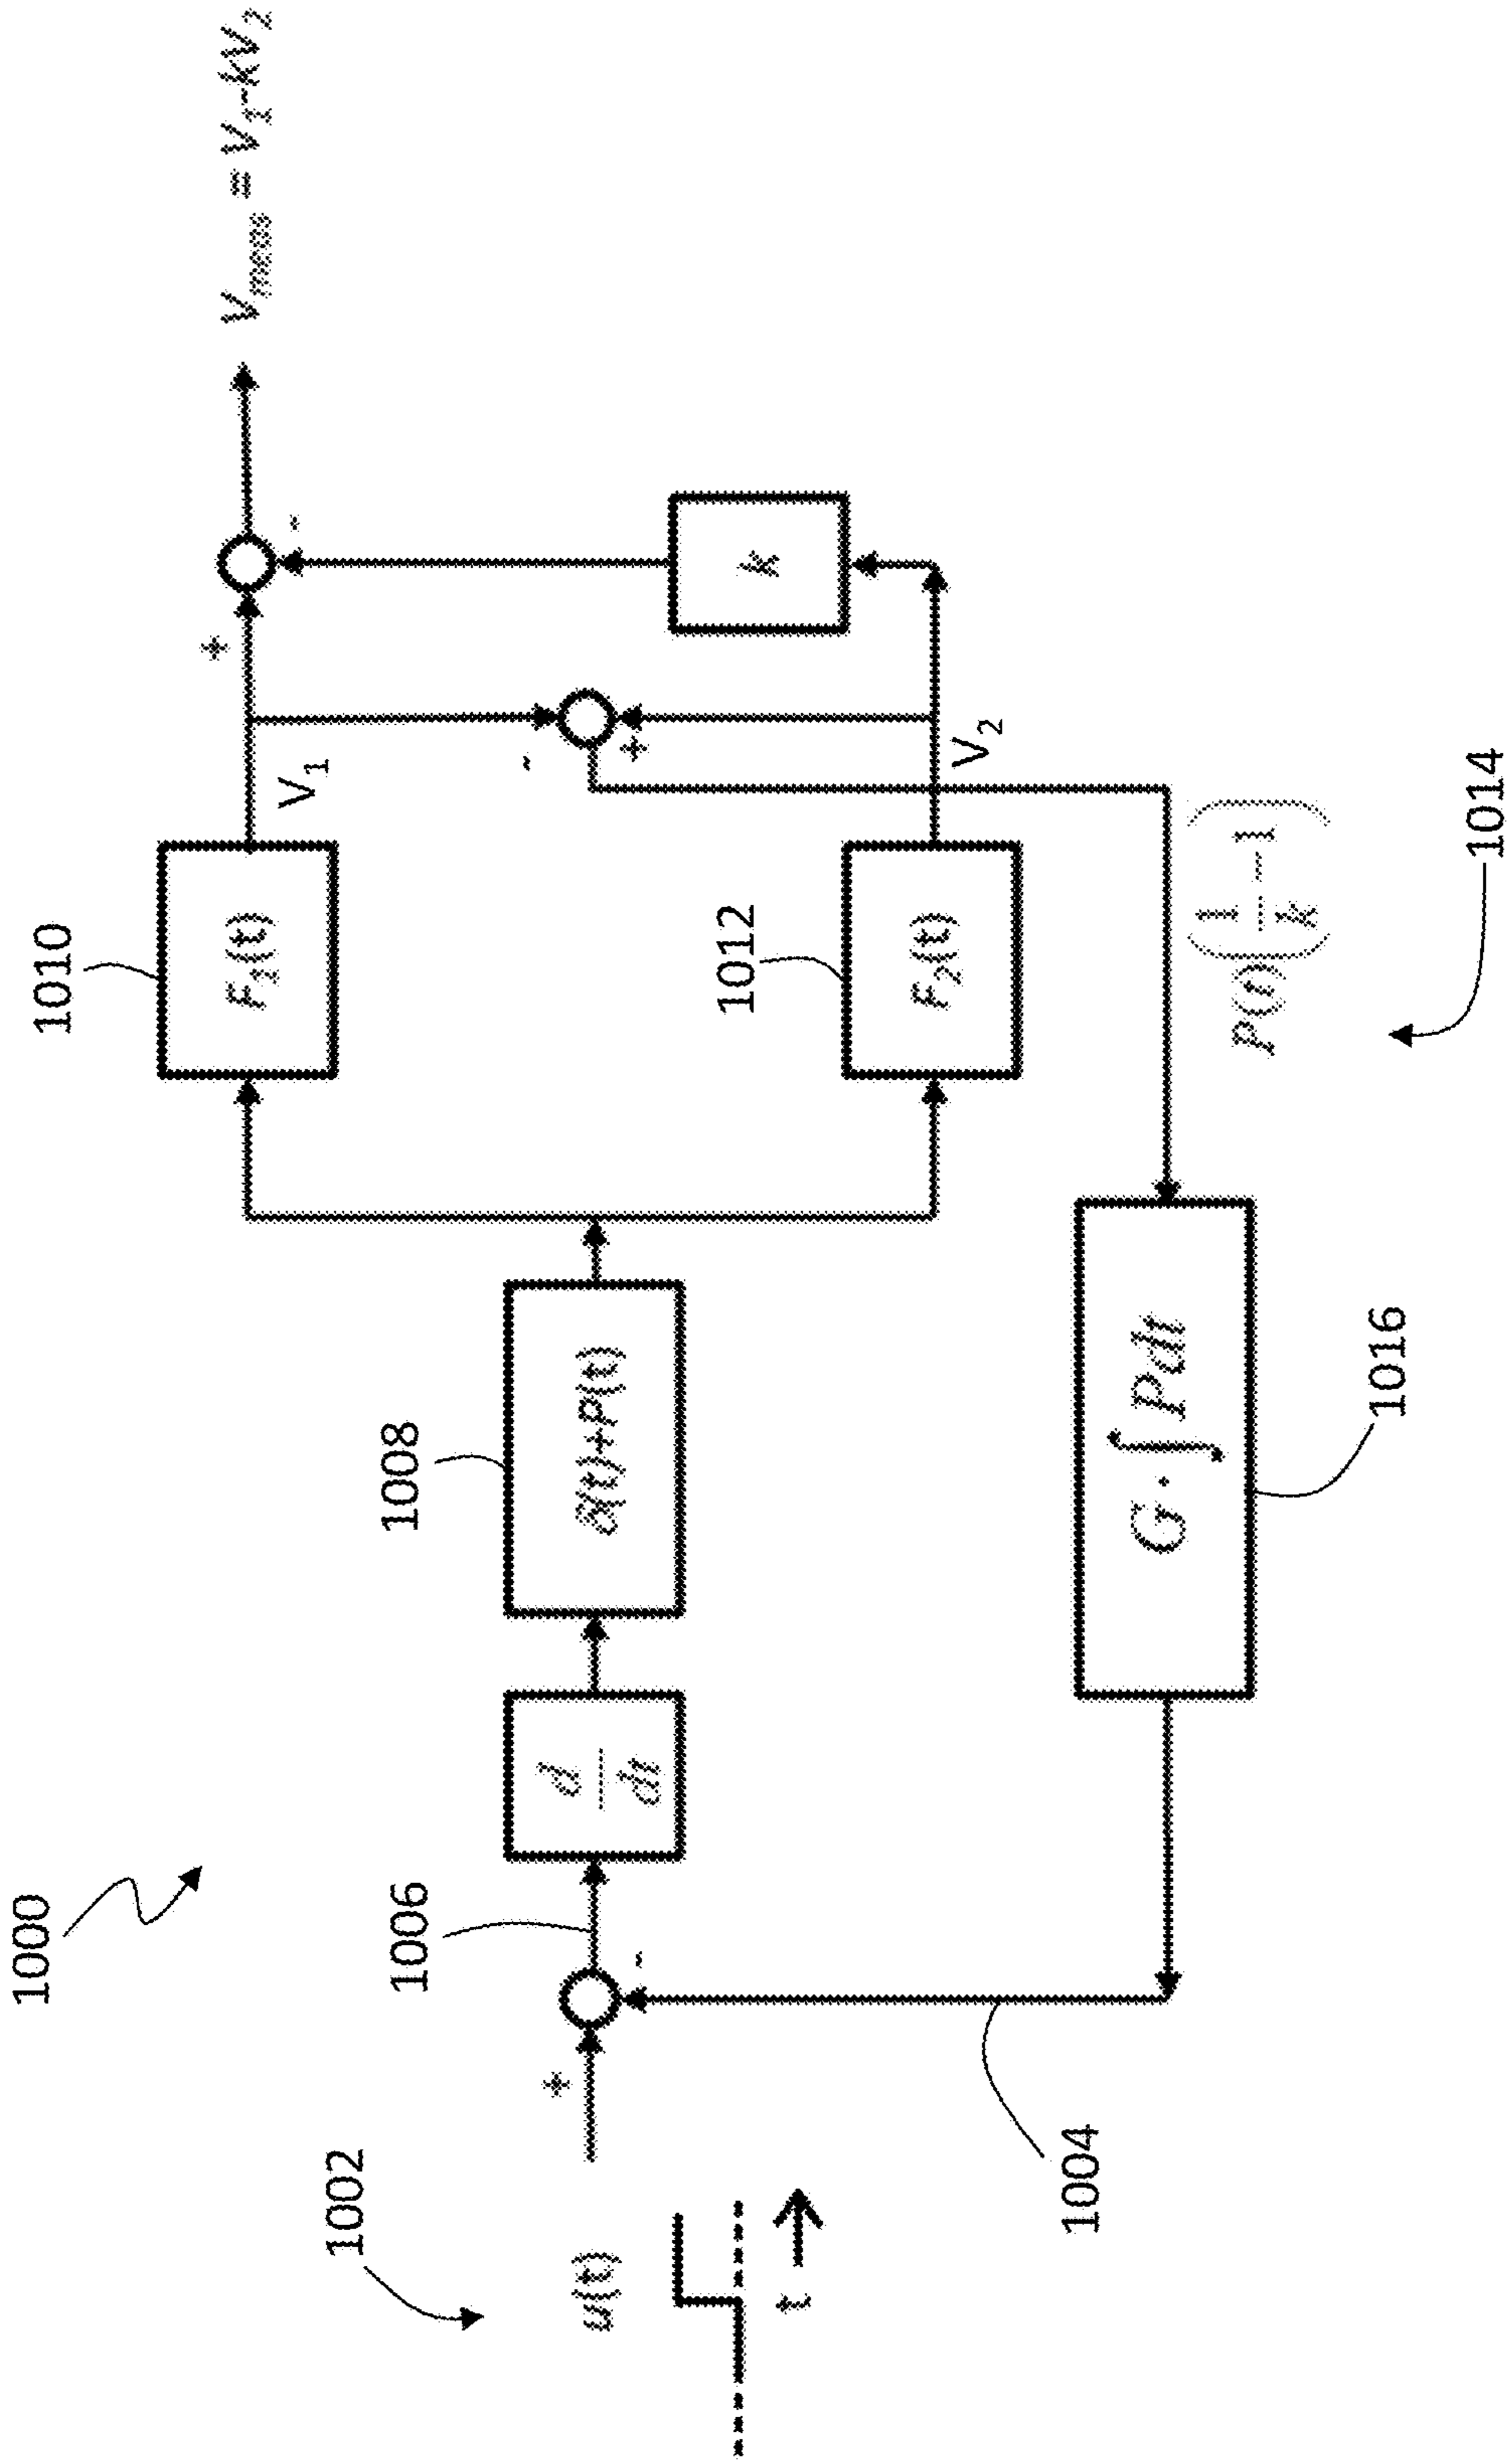 1000
1002
u(t)
t
+
-
1004
1006
d
dt
1008
δ(t)+P(t)
1010
F₁(t)
V₁
1012
F₂(t)
V₂
-
+
k
+
-
Vₘₑₐₛ = V₁-kV₂
P(t)(1/k − 1)
1014
G · ∫ Pdt
1016